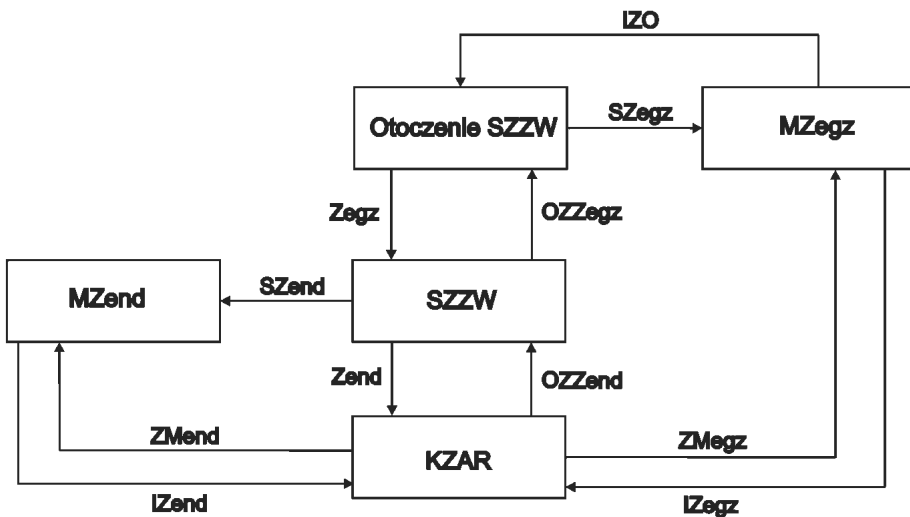 IZO
Otoczenie SZZW
SZegz
MZegz
Zegz
OZZegz
MZend
SZend
SZZW
Zend
OZZend
ZMend
KZAR
ZMegz
IZend
IZegz